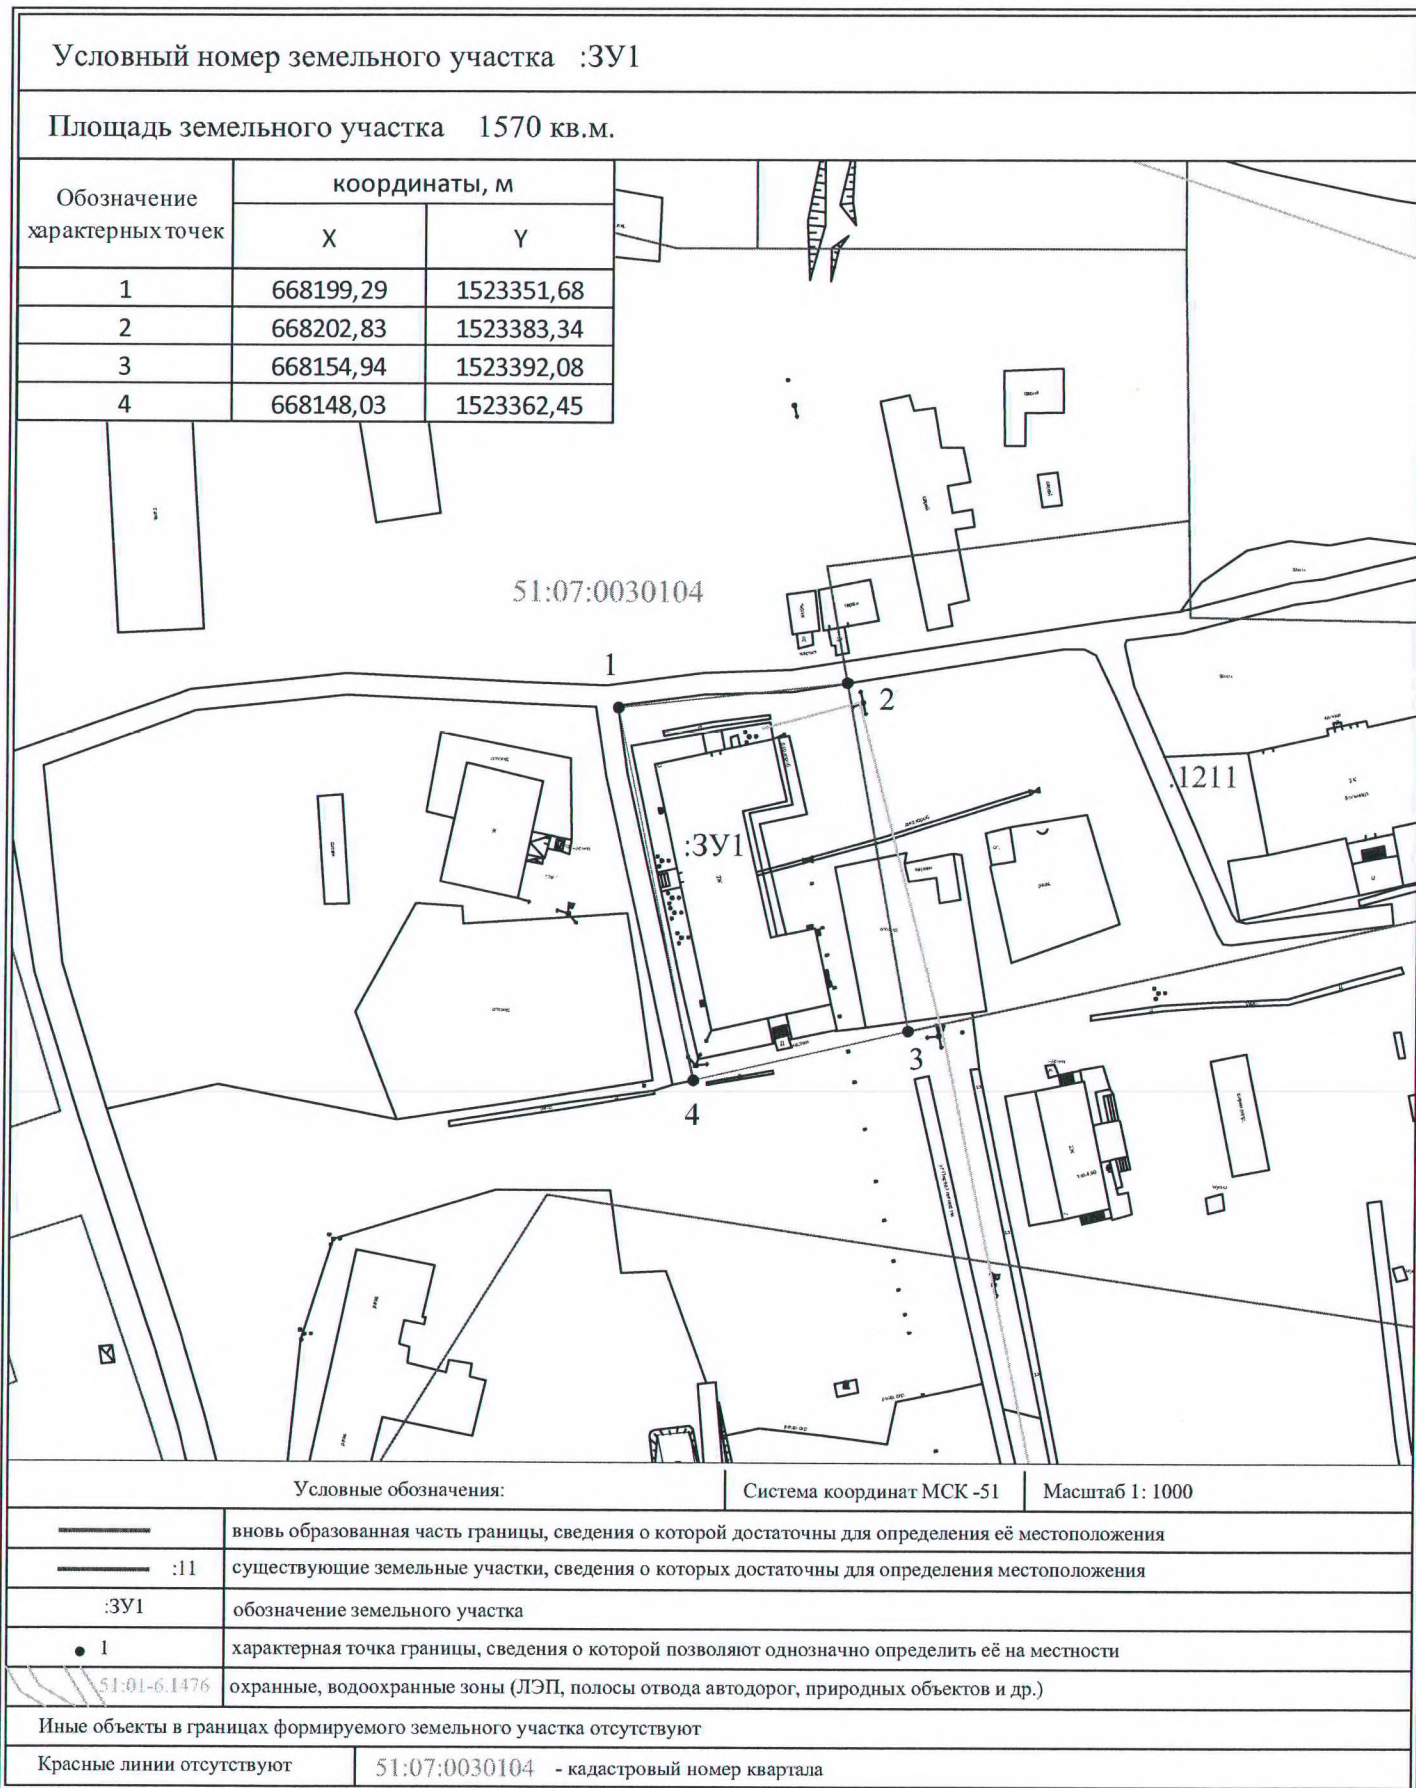 Условный номер земельного участка :ЗУ1
Площадь земельного участка 1570 кв.м.
Обозначение характерных точек
координаты, м
X Y
1 668199,29 1523351,68
2 668202,83 1523383,34
3 668154,94 1523392,08
4 668148,03 1523362,45
51:07:0030104
1
2
:ЗУ1
.1211
3
4
Условные обозначения: Система координат МСК -51 Масштаб 1: 1000
вновь образованная часть границы, сведения о которой достаточны для определения её местоположения
:11 существующие земельные участки, сведения о которых достаточны для определения местоположения
:ЗУ1 обозначение земельного участка
1 характерная точка границы, сведения о которой позволяют однозначно определить её на местности
51:01-6.1476 охранные, водоохранные зоны (ЛЭП, полосы отвода автодорог, природных объектов и др.)
Иные объекты в границах формируемого земельного участка отсутствуют
Красные линии отсутствуют 51:07:0030104 - кадастровый номер квартала